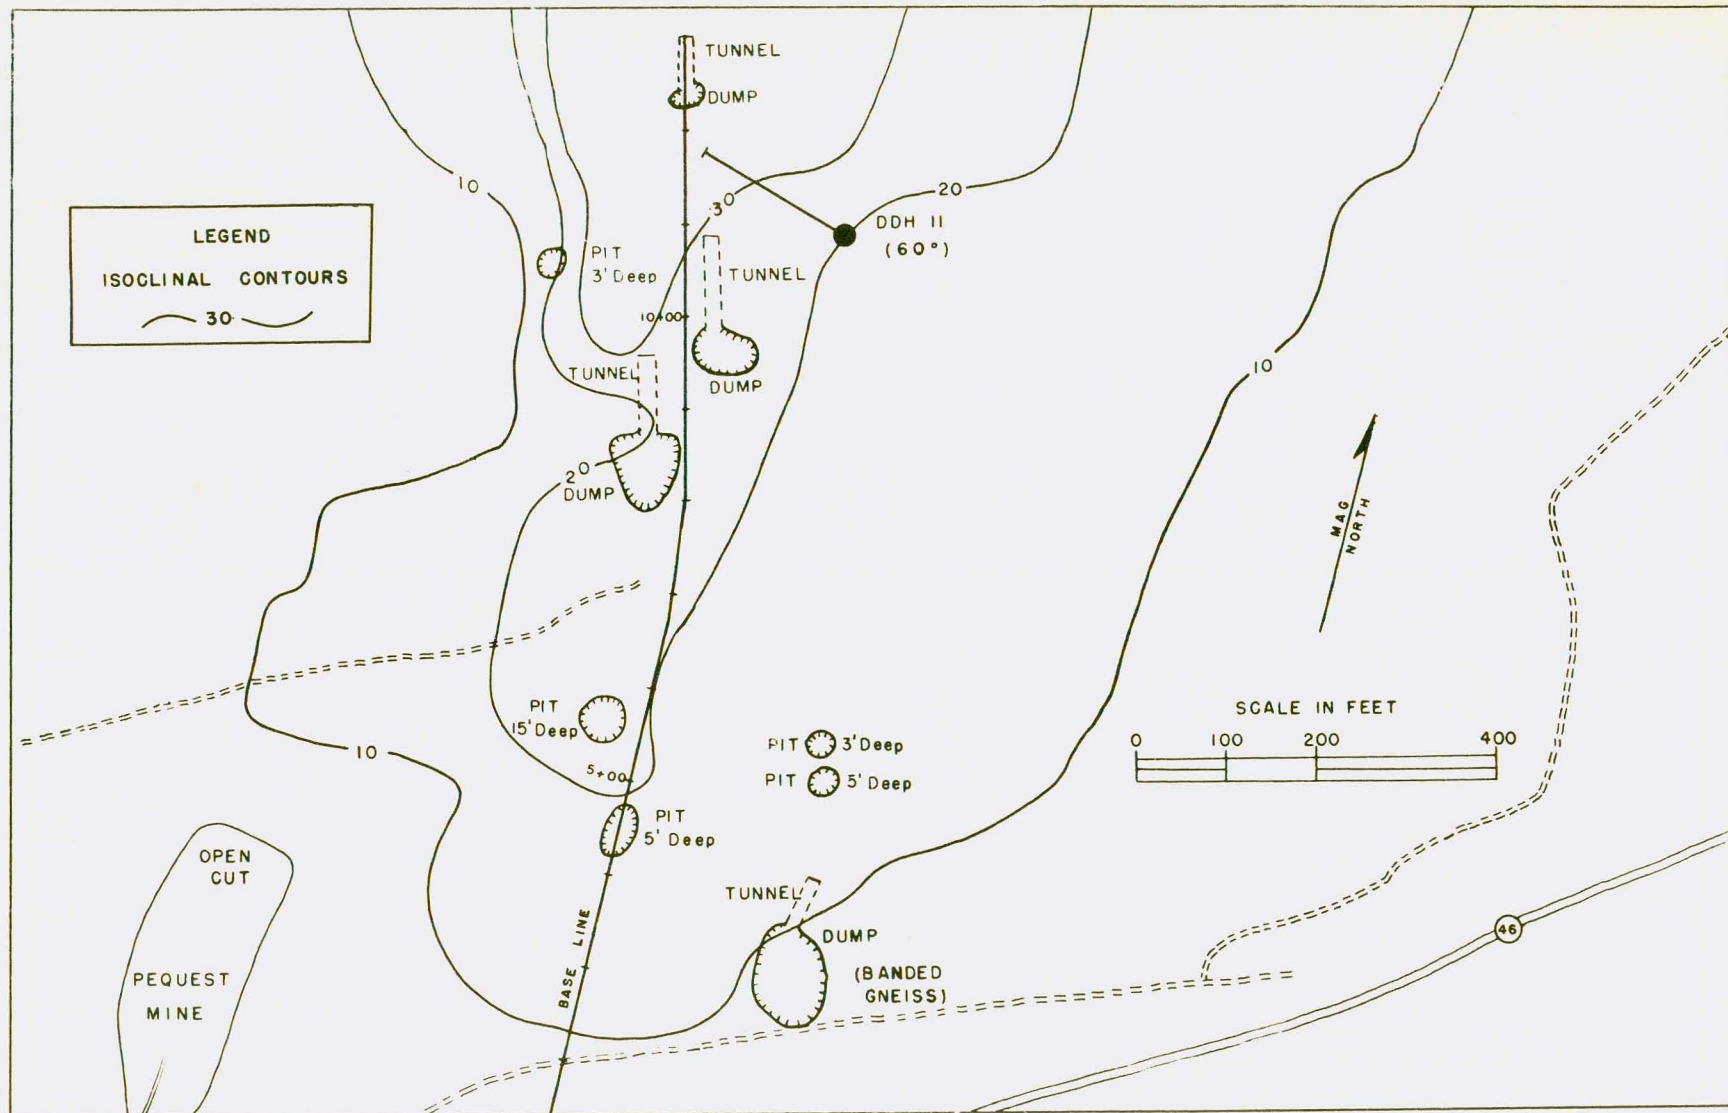 TUNNEL
DUMP
10
30
20
DDH 11
(60°)
LEGEND
ISOCLINAL CONTOURS
30
PIT
3' Deep
TUNNEL
10+00
DUMP
TUNNEL
10
20
DUMP
MAG
NORTH
PIT
15' Deep
SCALE IN FEET
0 100 200 400
10
PIT 3' Deep
PIT 5' Deep
5+00
PIT
5' Deep
OPEN
CUT
TUNNEL
DUMP
(BANDED
GNEISS)
46
BASE LINE
PEQUEST
MINE